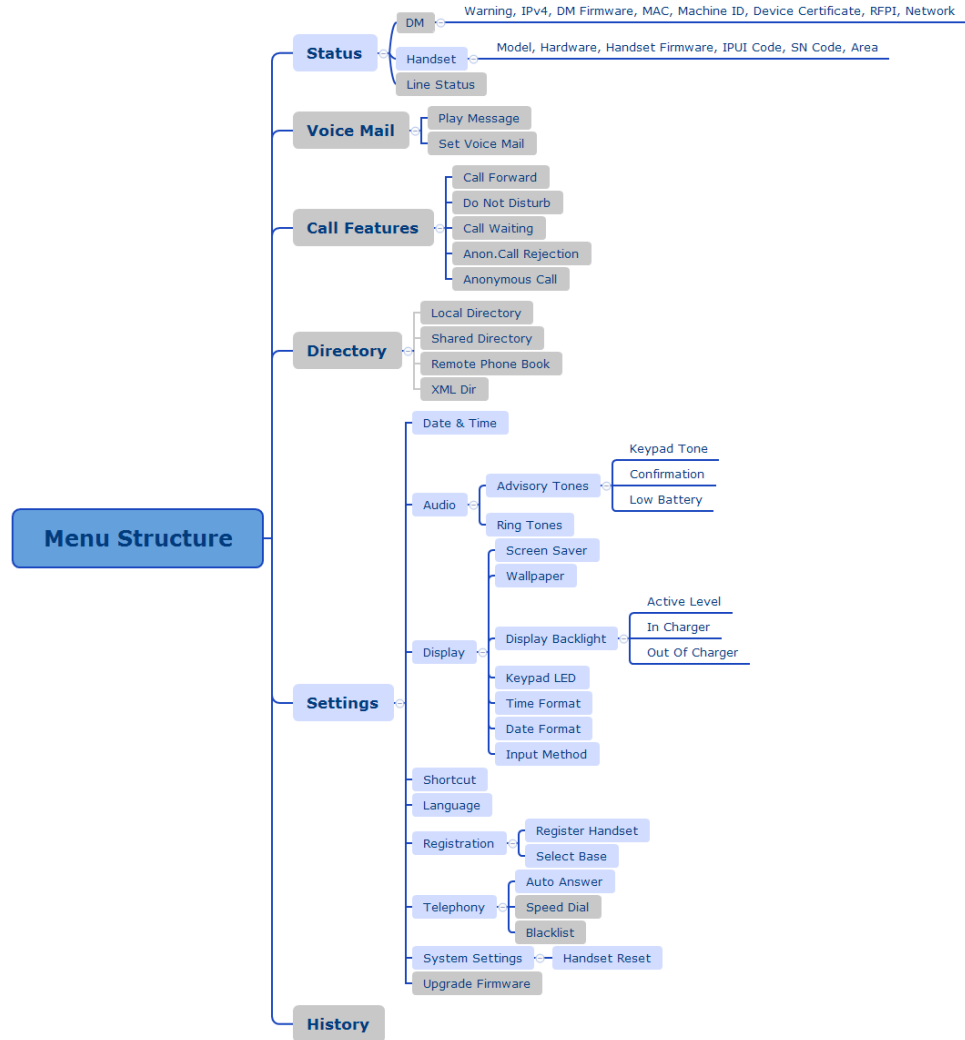 Warning, IPv4, DM Firmware, MAC, Machine ID, Device Certificate, RFPI, Network
DM
Status
Model, Hardware, Handset Firmware, IPUI Code, SN Code, Area
Handset
Line Status
Voice Mail
Play Message
Set Voice Mail
Call Features
Call Forward
Do Not Disturb
Call Waiting
Anon.Call Rejection
Anonymous Call
Directory
Local Directory
Shared Directory
Remote Phone Book
XML Dir
Menu Structure
Settings
Date & Time
Audio
Advisory Tones
Keypad Tone
Confirmation
Low Battery
Ring Tones
Display
Screen Saver
Wallpaper
Display Backlight
Active Level
In Charger
Out Of Charger
Keypad LED
Time Format
Date Format
Input Method
Shortcut
Language
Registration
Register Handset
Select Base
Telephony
Auto Answer
Speed Dial
Blacklist
System Settings
Handset Reset
Upgrade Firmware
History